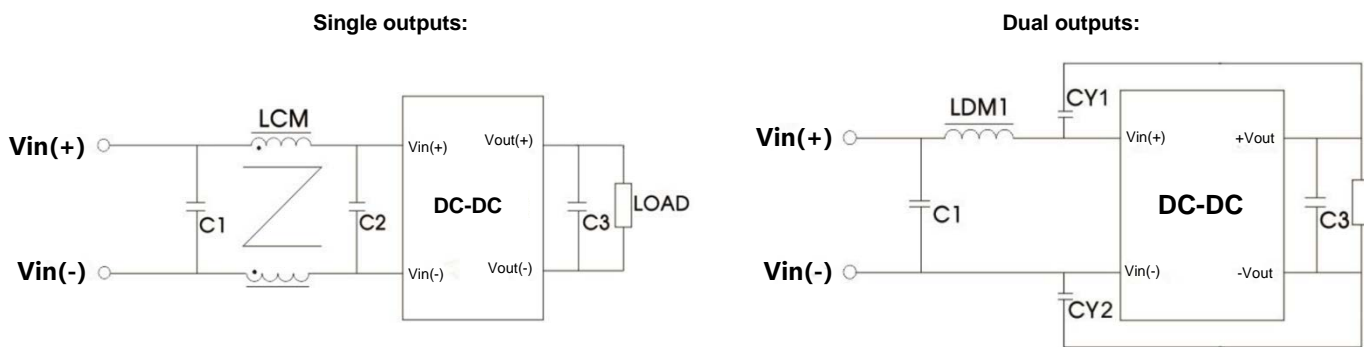 Single outputs:
Dual outputs:
LCM
Vin(+)
Vin(+)
Vout(+)
C1
C2
DC-DC
C3
LOAD
Vin(-)
Vin(-)
Vout(-)
CY1
LDM1
Vin(+)
Vin(+)
+Vout
C1
DC-DC
C3
Vin(-)
Vin(-)
-Vout
CY2